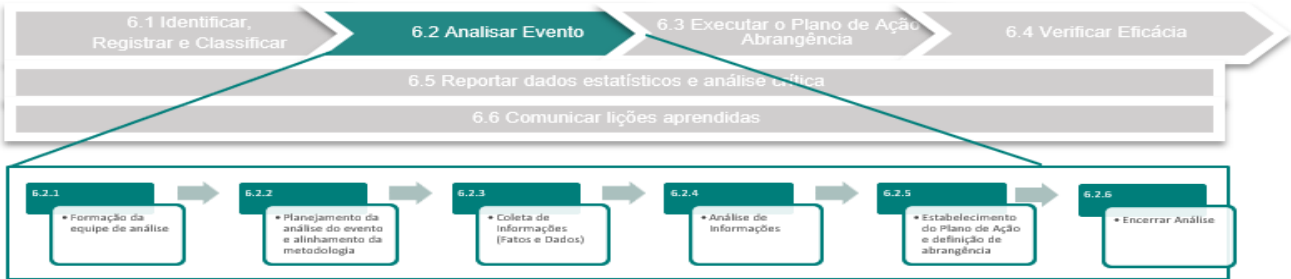 6.1 Identificar,
Registrar e Classificar
6.2 Analisar Evento
6.3 Executar o Plano de Ação
Abrangência
6.4 Verificar Eficácia
6.5 Reportar dados estatísticos e análise crítica
6.6 Comunicar lições aprendidas
6.2.1
• Formação da
equipe de análise
6.2.2
• Planejamento da
análise do evento
e alinhamento da
metodologia
6.2.3
• Coleta de
Informações
(Fatos e Dados)
6.2.4
• Análise de
Informações
6.2.5
• Estabelecimento
do Plano de Ação
e definição de
abrangência
6.2.6
• Encerrar Análise